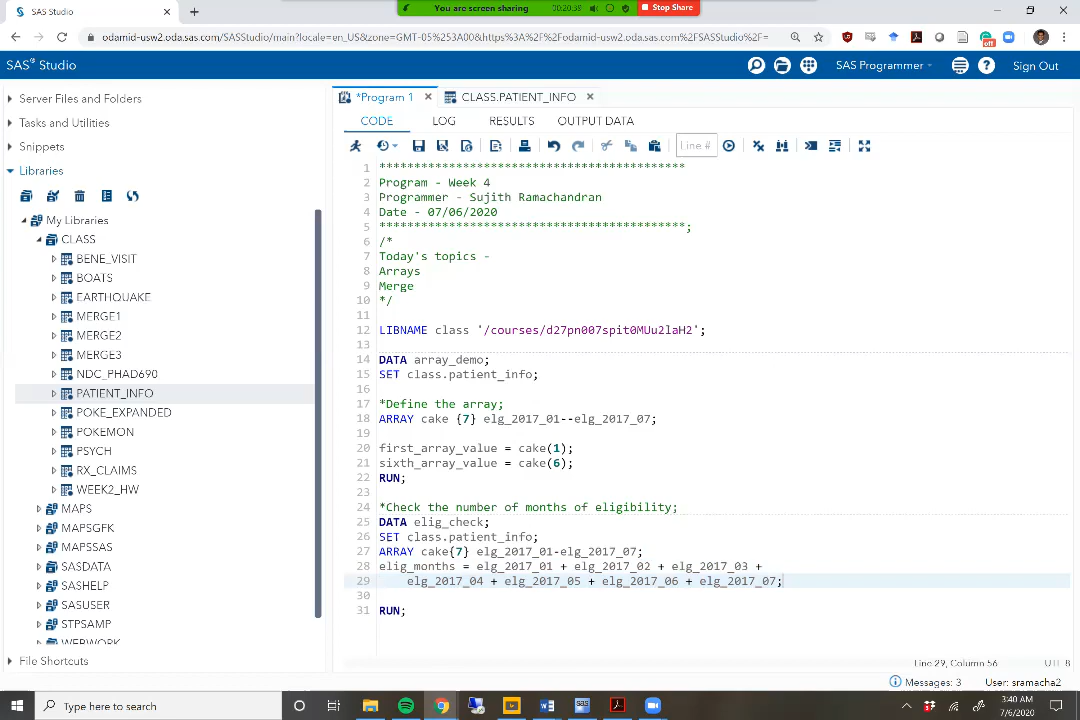 SAS Studio
You are screen sharing
00:20:39
Stop Share
odamid-usw2.oda.sas.com/SASStudio/main?locale=en_US&zone=GMT-05%253A00&https%3A%2F%2Fodamid-usw2.oda.sas.com%2FSASStudio%2F=
off
SAS® Studio
SAS Programmer
Sign Out
Server Files and Folders
Tasks and Utilities
Snippets
Libraries
My Libraries
CLASS
BENE_VISIT
BOATS
EARTHQUAKE
MERGE1
MERGE2
MERGE3
NDC_PHAD690
PATIENT_INFO
POKE_EXPANDED
POKEMON
PSYCH
RX_CLAIMS
WEEK2_HW
MAPS
MAPSGFK
MAPSSAS
SASDATA
SASHELP
SASUSER
STPSAMP
WEBWORK
File Shortcuts
*Program 1
CLASS.PATIENT_INFO
CODE
LOG
RESULTS
OUTPUT DATA
Line #
1 ********************************************
2 Program - Week 4
3 Programmer - Sujith Ramachandran
4 Date - 07/06/2020
5 ********************************************;
6 /*
7 Today's topics -
8 Arrays
9 Merge
10 */
11
12 LIBNAME class '/courses/d27pn007spit0MUu2laH2';
13
14 DATA array_demo;
15 SET class.patient_info;
16
17 *Define the array;
18 ARRAY cake {7} elg_2017_01--elg_2017_07;
19
20 first_array_value = cake(1);
21 sixth_array_value = cake(6);
22 RUN;
23
24 *Check the number of months of eligibility;
25 DATA elig_check;
26 SET class.patient_info;
27 ARRAY cake{7} elg_2017_01-elg_2017_07;
28 elig_months = elg_2017_01 + elg_2017_02 + elg_2017_03 +
29 elg_2017_04 + elg_2017_05 + elg_2017_06 + elg_2017_07;
30
31 RUN;
Line 29, Column 56
UTF 8
Messages: 3
User: sramacha2
Type here to search
3:40 AM
7/6/2020